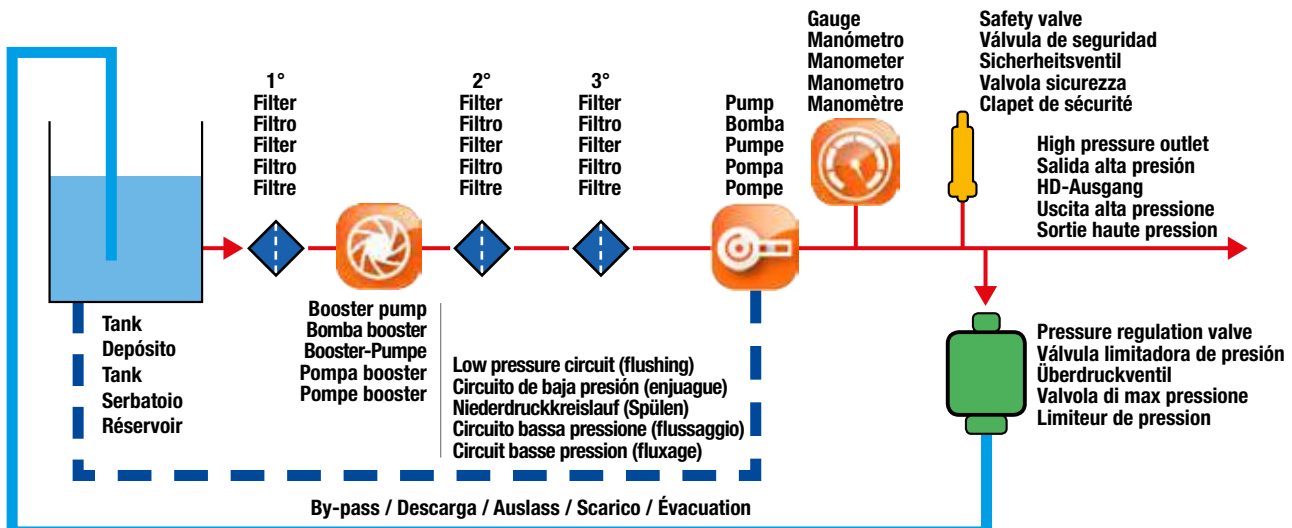 Gauge
Manómetro
Manometer
Manometro
Manomètre
Safety valve
Válvula de seguridad
Sicherheitsventil
Valvola sicurezza
Clapet de sécurité
1°
Filter
Filtro
Filter
Filtro
Filtre
2°
Filter
Filtro
Filter
Filtro
Filtre
3°
Filter
Filtro
Filter
Filtro
Filtre
Pump
Bomba
Pumpe
Pompa
Pompe
High pressure outlet
Salida alta presión
HD-Ausgang
Uscita alta pressione
Sortie haute pression
Tank
Depósito
Tank
Serbatoio
Réservoir
Booster pump
Bomba booster
Booster-Pumpe
Pompa booster
Pompe booster
Low pressure circuit (flushing)
Circuito de baja presión (enjuague)
Niederdruckkreislauf (Spülen)
Circuito bassa pressione (flussaggio)
Circuit basse pression (fluxage)
Pressure regulation valve
Válvula limitadora de presión
Überdruckventil
Valvola di max pressione
Limiteur de pression
By-pass / Descarga / Auslass / Scarico / Évacuation